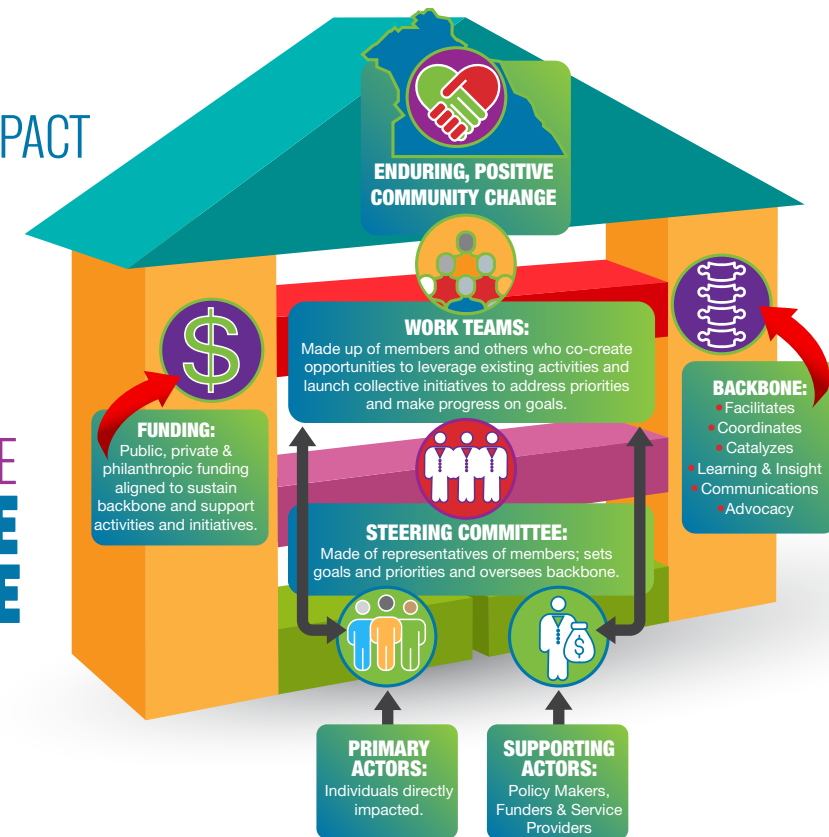 PACT
ENDURING, POSITIVE
COMMUNITY CHANGE
WORK TEAMS:
Made up of members and others who co-create
opportunities to leverage existing activities and
launch collective initiatives to address priorities
and make progress on goals.
$
FUNDING:
Public, private &
philanthropic funding
aligned to sustain
backbone and support
activities and initiatives.
BACKBONE:
• Facilitates
• Coordinates
• Catalyzes
• Learning & Insight
• Communications
• Advocacy
E
E
E
STEERING COMMITTEE:
Made of representatives of members; sets
goals and priorities and oversees backbone.
$
PRIMARY
ACTORS:
Individuals directly
impacted.
SUPPORTING
ACTORS:
Policy Makers,
Funders & Service
Providers